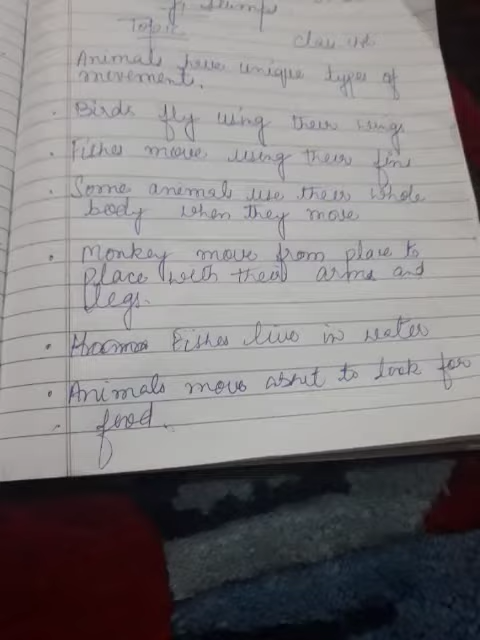 Topic Class 4th
Animals have unique types of
movement.
• Birds fly using their wings
• Fishes move using their fins
• Some animals use their whole
body when they move
• Monkey move from place to
place with their arms and
legs.
• Fishes live in water
• Animals move about to look for
• food.